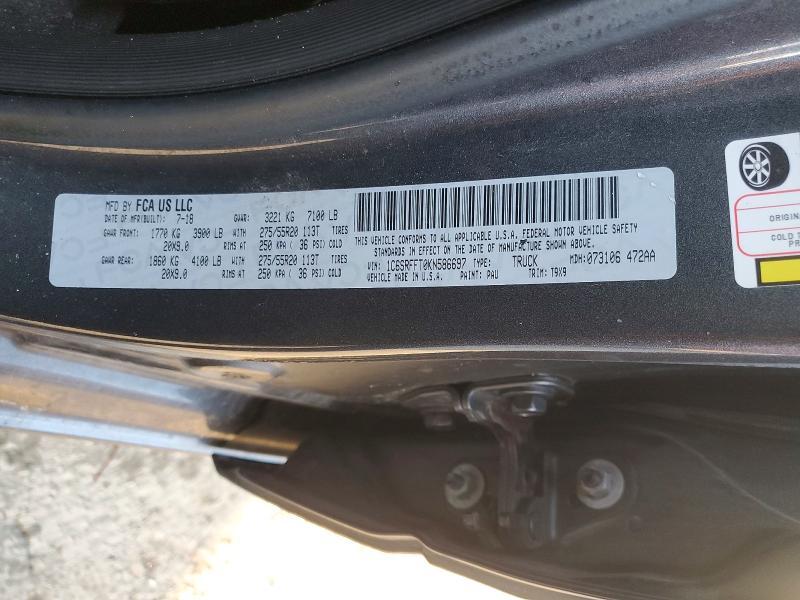 MFD BY FCA US LLC
DATE OF MFR(BUILT): 7-18 GVWR: 3221 KG 7100 LB
GAWR FRONT: 1770 KG 3900 LB 275/55R20 113T TIRES
20X9.0 RIMS AT 250 KPA ( 36 PSI) COLD
GAWR REAR: 1860 KG 4100 LB 275/55R20 113T TIRES
20X9.0 RIMS AT 250 KPA ( 36 PSI) COLD
THIS VEHICLE CONFORMS TO ALL APPLICABLE U.S.A. FEDERAL MOTOR VEHICLE SAFETY
STANDARDS IN EFFECT ON THE DATE OF MANUFACTURE SHOWN ABOVE.
VIN: 1C6SRFFT0KN586697 TYPE: TRUCK MDH:073106 472AA
VEHICLE MADE IN U.S.A. PAINT: PAU TRIM: T9X9
ORIGIN
COLD T
PR